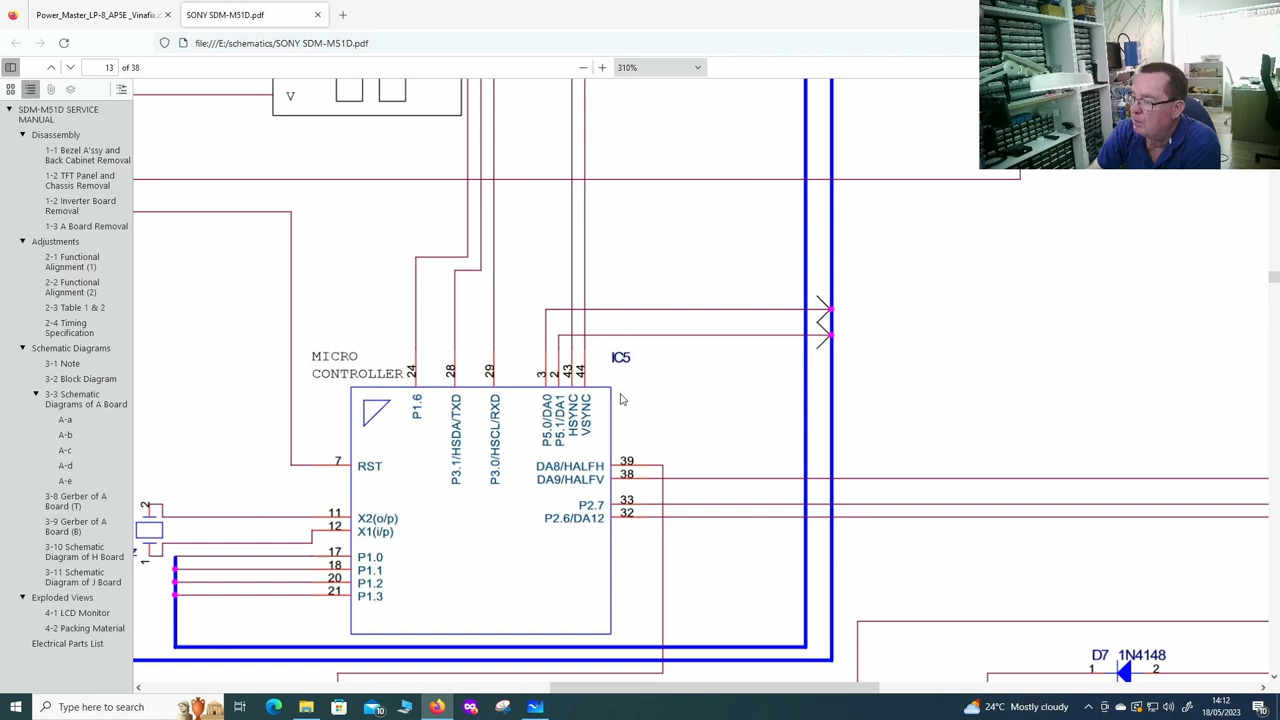 Power_Master_LP-8_AP5E _Vinafix.c
SONY SDM-M51D.pdf
file:///E:/schematics/SONY SDM-M51D.pdf
13 of 38
310%
SDM-M51D SERVICE
MANUAL
Disassembly
1-1 Bezel A'ssy and
Back Cabinet Removal
1-2 TFT Panel and
Chassis Removal
1-2 Inverter Board
Removal
1-3 A Board Removal
Adjustments
2-1 Functional
Alignment (1)
2-2 Functional
Alignment (2)
2-3 Table 1 & 2
2-4 Timing
Specification
Schematic Diagrams
3-1 Note
3-2 Block Diagram
3-3 Schematic
Diagrams of A Board
A-a
A-b
A-c
A-d
A-e
3-8 Gerber of A
Board (T)
3-9 Gerber of A
Board (B)
3-10 Schematic
Diagram of H Board
3-11 Schematic
Diagram of J Board
Exploded Views
4-1 LCD Monitor
4-2 Packing Material
Electrical Parts List
V
MICRO
CONTROLLER
IC5
24
28
29
3
2
43
44
P1.6
P3.1/HSDA/TXD
P3.0/HSCL/RXD
P5.0/DA0
P5.1/DA1
HSYNC
VSYNC
7 RST
DA8/HALFH 39
DA9/HALFV 38
P2.7 33
P2.6/DA12 32
2
1
11 X2(o/p)
12 X1(i/p)
17 P1.0
18 P1.1
20 P1.2
21 P1.3
D7 1N4148
1 2
Type here to search
10
24°C Mostly cloudy
14:12
18/05/2023
10